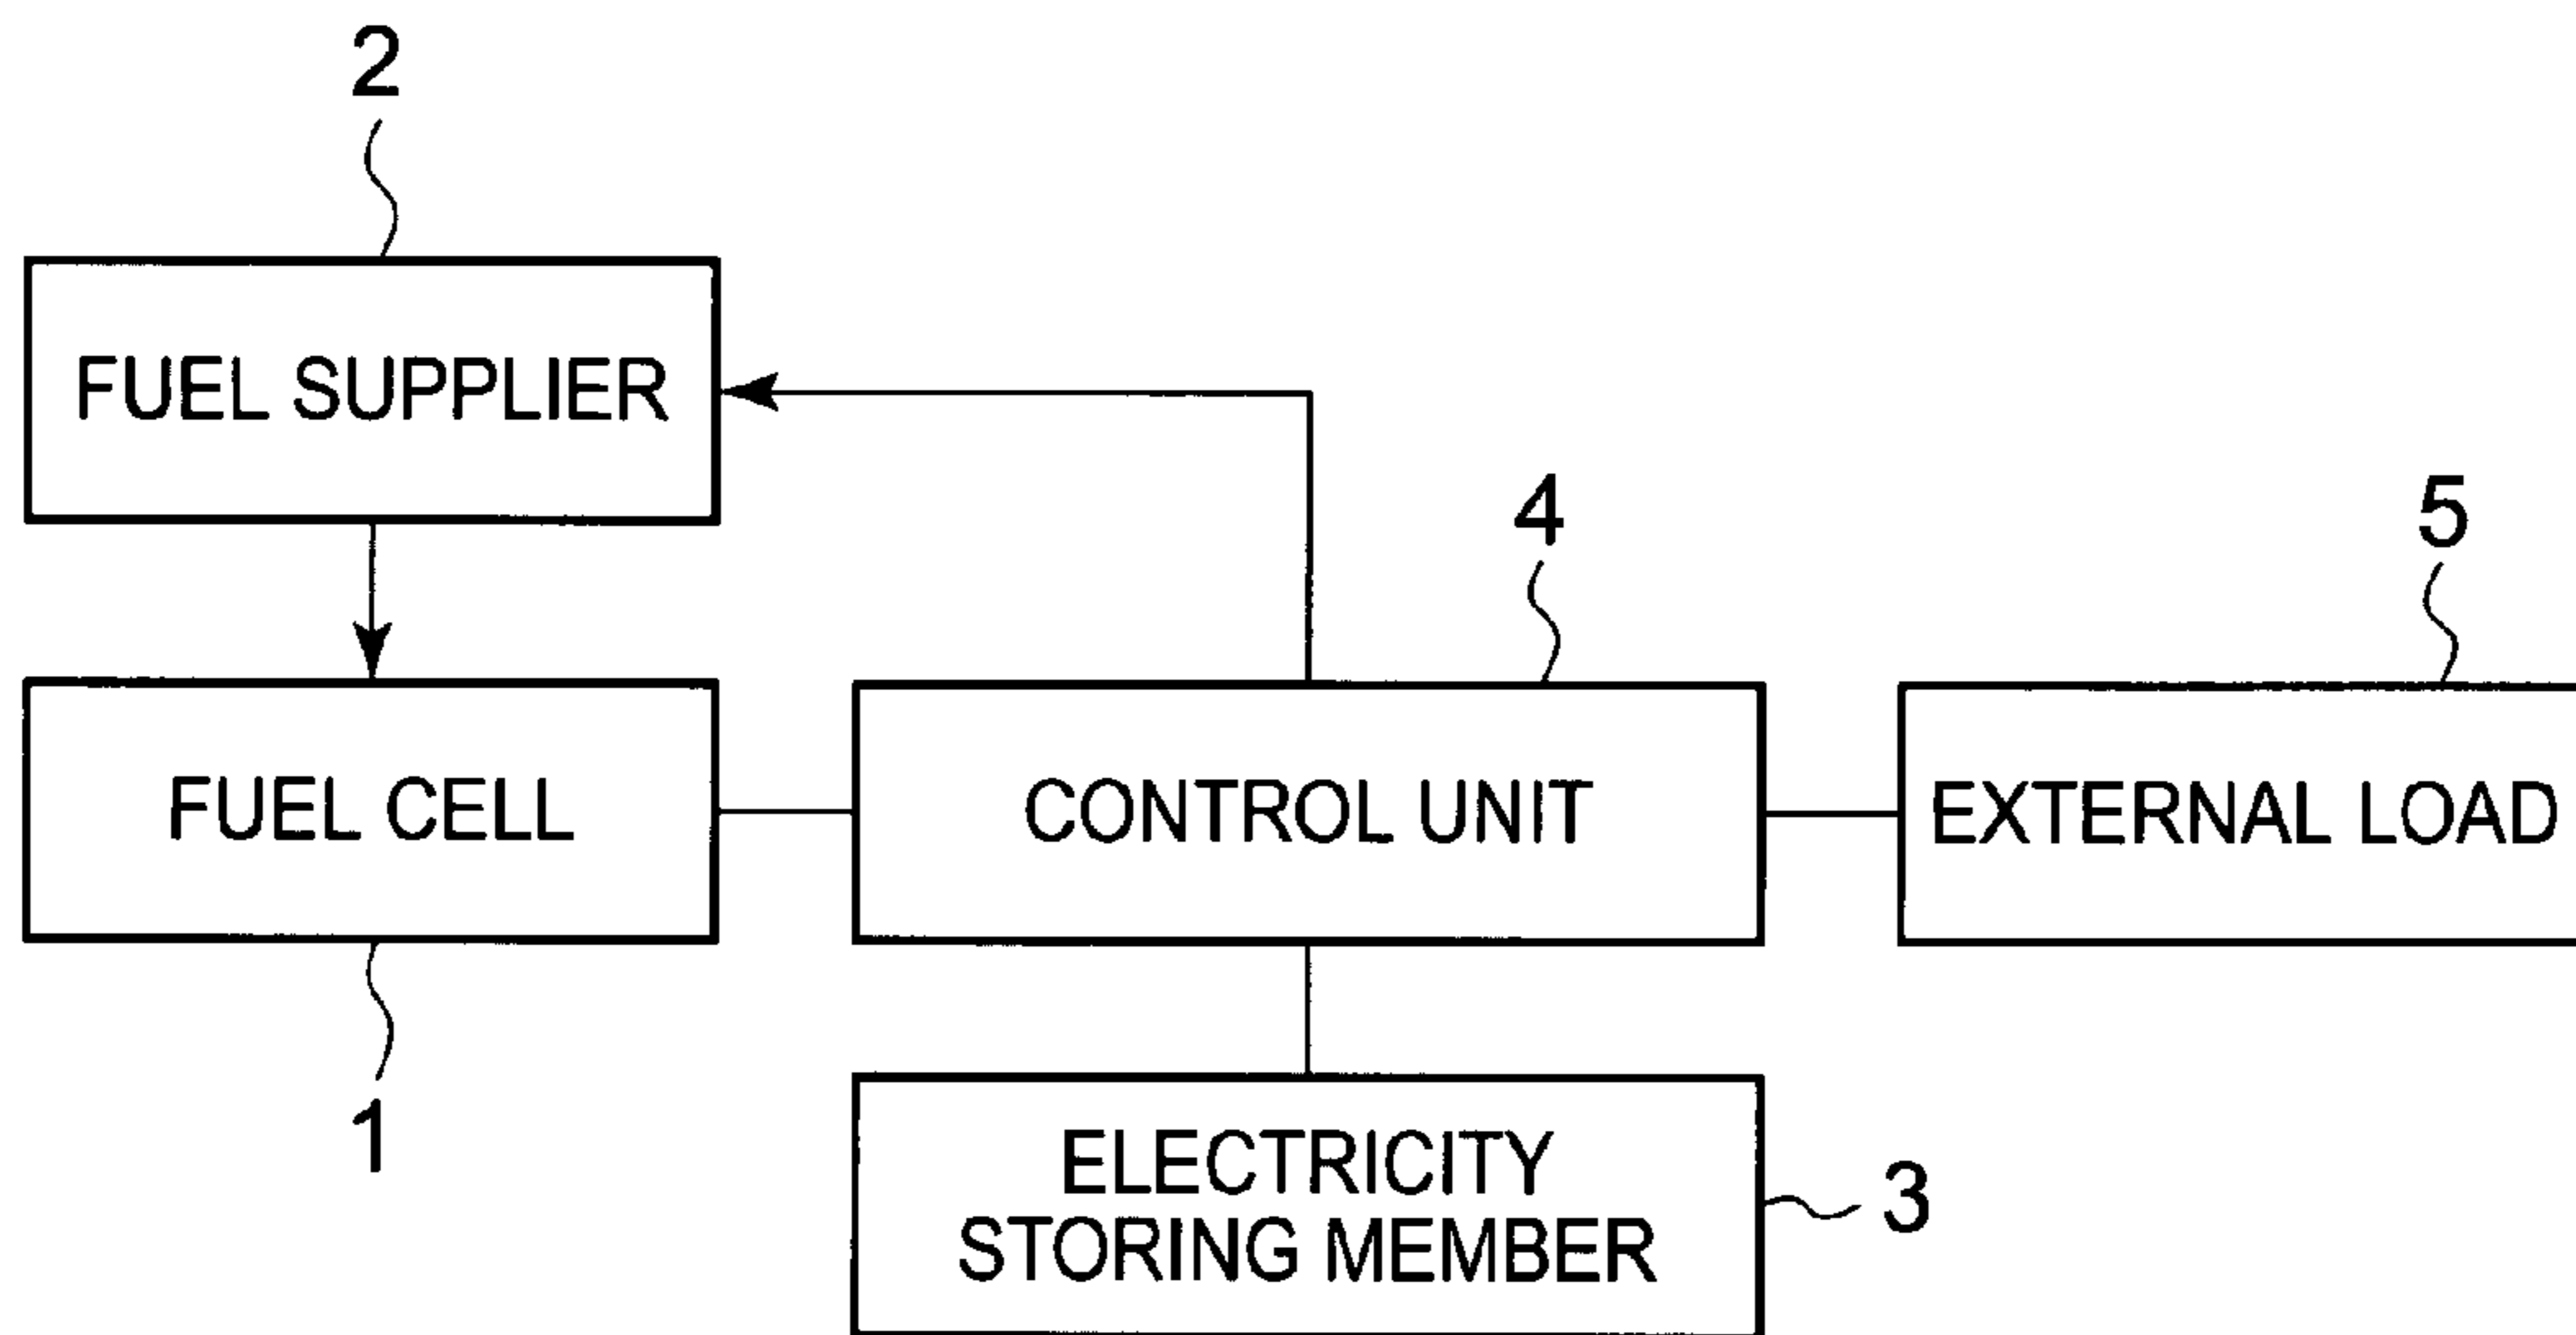 2
FUEL SUPPLIER
4
5
FUEL CELL
CONTROL UNIT
EXTERNAL LOAD
1
ELECTRICITY
STORING MEMBER
3